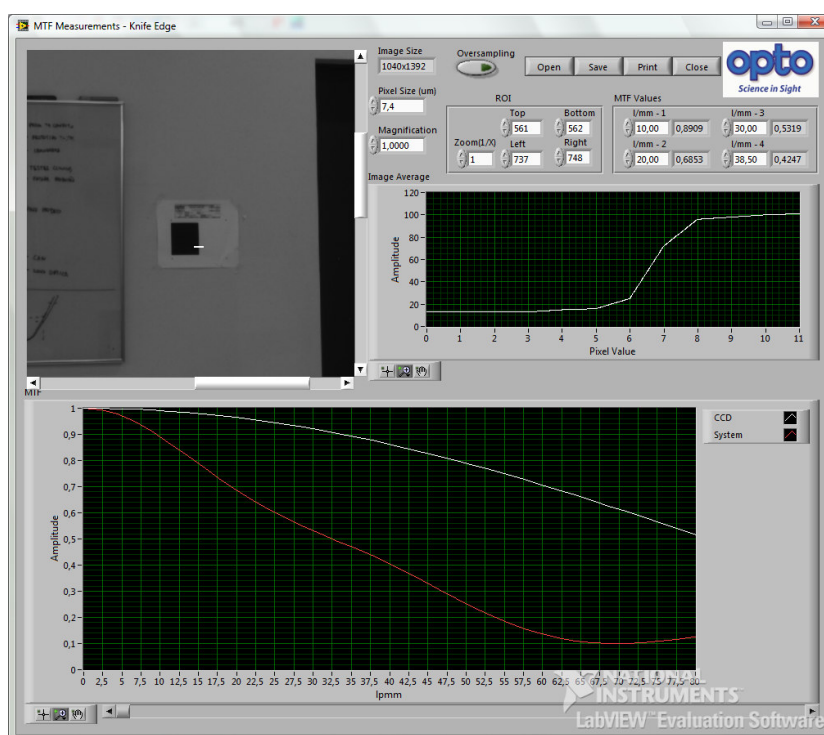 MTF Measurements - Knife Edge
Image Size
1040x1392
Oversampling
Open Save Print Close
opto
Science in Sight
Pixel Size (um)
7,4
Magnification
1,0000
ROI
Top Bottom
561 562
Zoom(1/X) Left Right
1 737 748
MTF Values
l/mm - 1 l/mm - 3
10,00 0,8909 30,00 0,5319
l/mm - 2 l/mm - 4
20,00 0,6853 38,50 0,4247
Image Average
120
100
80
60
40
20
0
Amplitude
0 1 2 3 4 5 6 7 8 9 10 11
Pixel Value
MTF
1
0,9
0,8
0,7
0,6
0,5
0,4
0,3
0,2
0,1
0
Amplitude
0 2,5 5 7,5 10 12,5 15 17,5 20 22,5 25 27,5 30 32,5 35 37,5 40 42,5 45 47,5 50 52,5 55 57,5 60 62,5 65 67,5 70 72,5 75 77,5 80
lpmm
CCD
System
NATIONAL
INSTRUMENTS
LabVIEW Evaluation Software